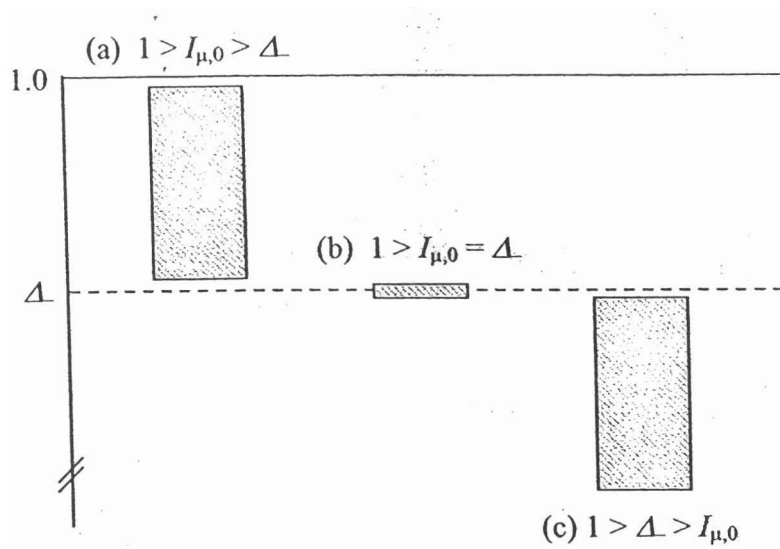 (a) 1 > I_μ,0 > Δ
1.0
(b) 1 > I_μ,0 = Δ
Δ
(c) 1 > Δ > I_μ,0